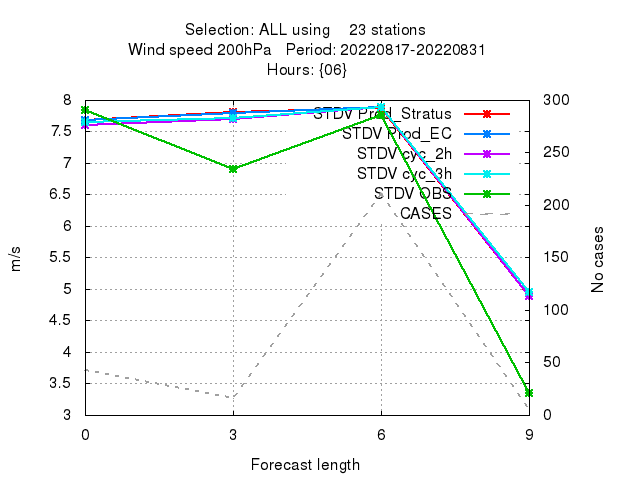 Selection: ALL using 23 stations
Wind speed 200hPa Period: 20220817-20220831
Hours: {06}
8
7.5
7
6.5
6
5.5
5
4.5
4
3.5
3
300
250
200
150
100
50
0
STDV Prod_Stratus
STDV Prod_EC
STDV cyc_2h
STDV cyc_3h
STDV OBS
CASES
m/s
No cases
0 3 6 9
Forecast length